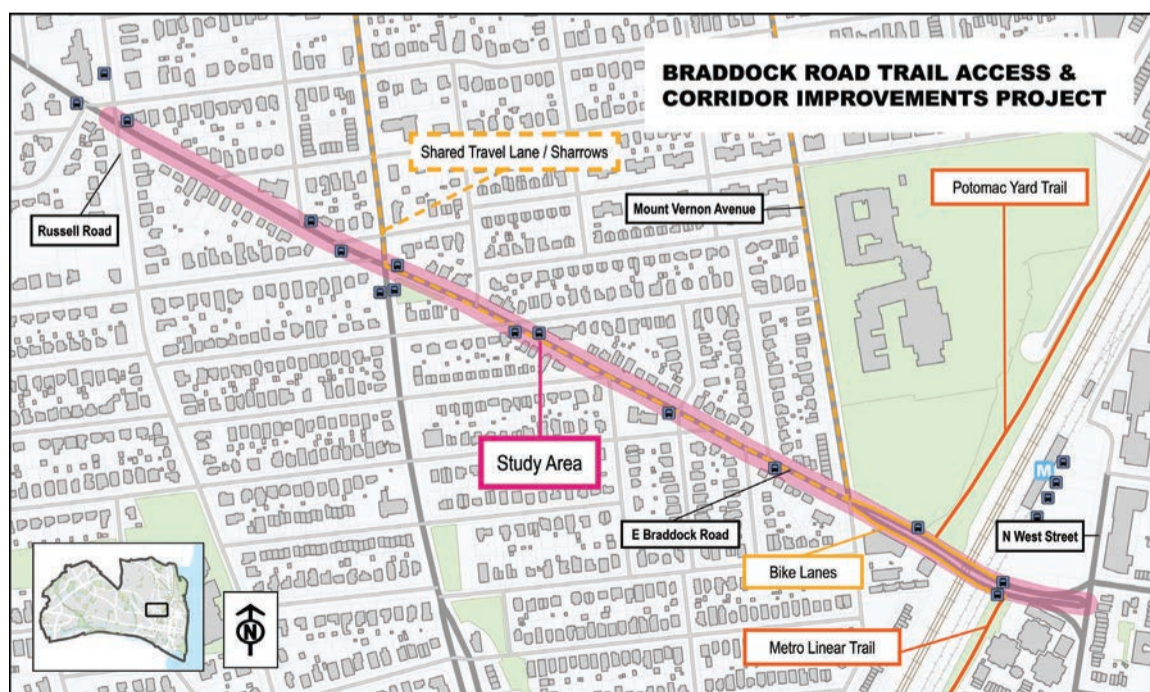 BRADDOCK ROAD TRAIL ACCESS &
CORRIDOR IMPROVEMENTS PROJECT
Shared Travel Lane / Sharrows
Potomac Yard Trail
Mount Vernon Avenue
Russell Road
Study Area
M
E Braddock Road
N West Street
Bike Lanes
N
Metro Linear Trail